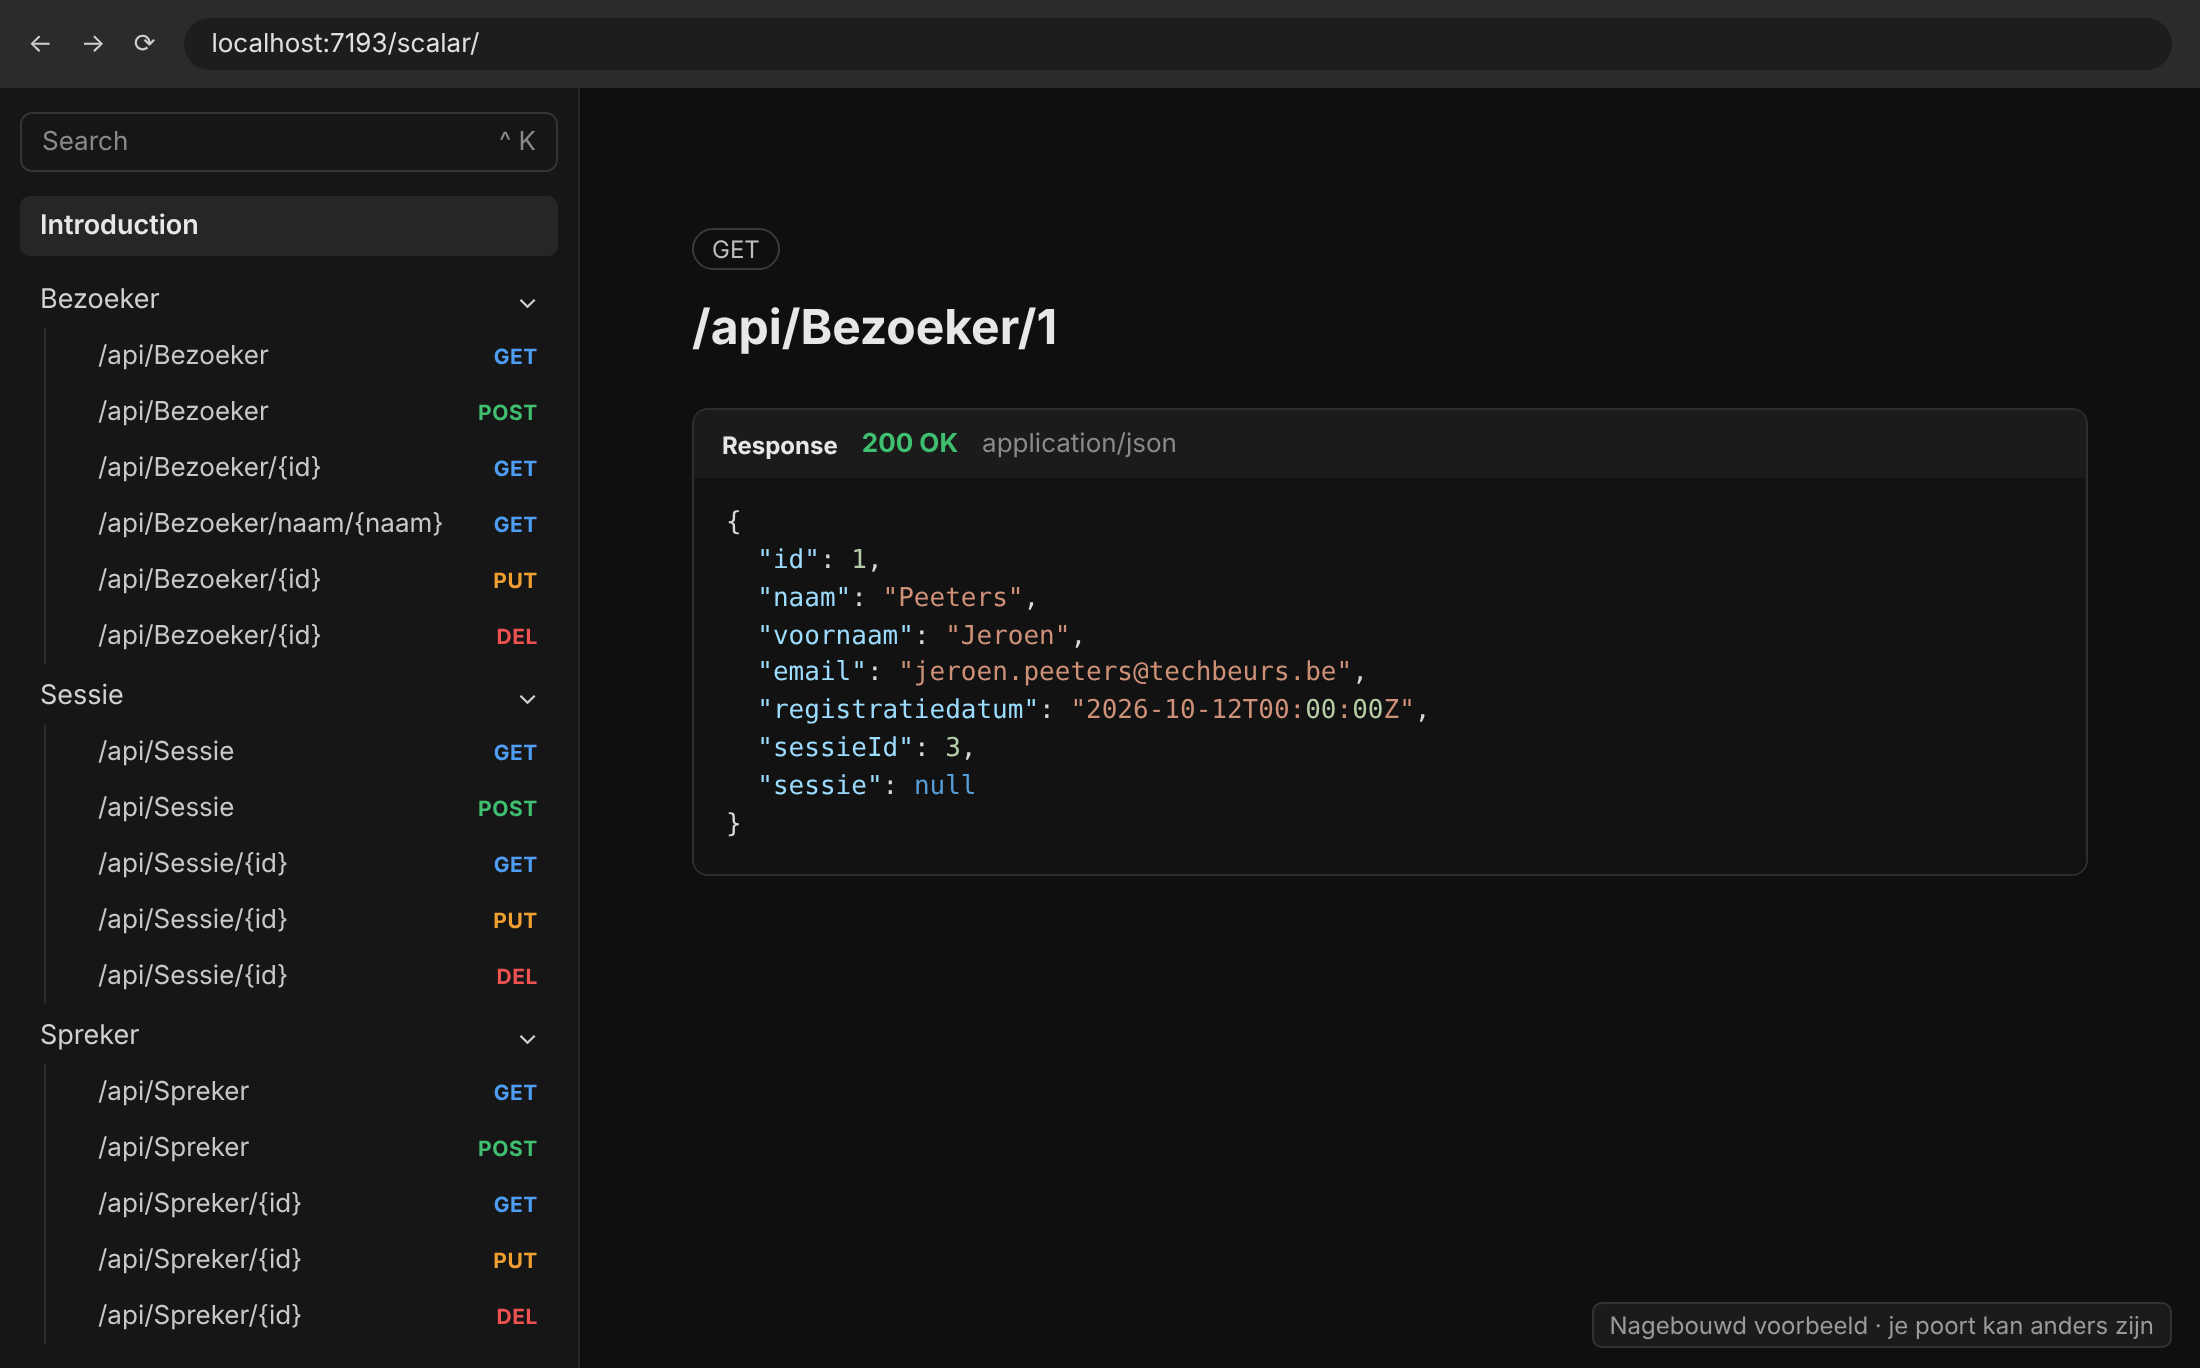 localhost:7193/scalar/
Search ^ K
Introduction
Bezoeker
/api/Bezoeker GET
/api/Bezoeker POST
/api/Bezoeker/{id} GET
/api/Bezoeker/naam/{naam} GET
/api/Bezoeker/{id} PUT
/api/Bezoeker/{id} DEL
Sessie
/api/Sessie GET
/api/Sessie POST
/api/Sessie/{id} GET
/api/Sessie/{id} PUT
/api/Sessie/{id} DEL
Spreker
/api/Spreker GET
/api/Spreker POST
/api/Spreker/{id} GET
/api/Spreker/{id} PUT
/api/Spreker/{id} DEL
GET
/api/Bezoeker/1
Response 200 OK application/json
{
  "id": 1,
  "naam": "Peeters",
  "voornaam": "Jeroen",
  "email": "jeroen.peeters@techbeurs.be",
  "registratiedatum": "2026-10-12T00:00:00Z",
  "sessieId": 3,
  "sessie": null
}
Nagebouwd voorbeeld · je poort kan anders zijn